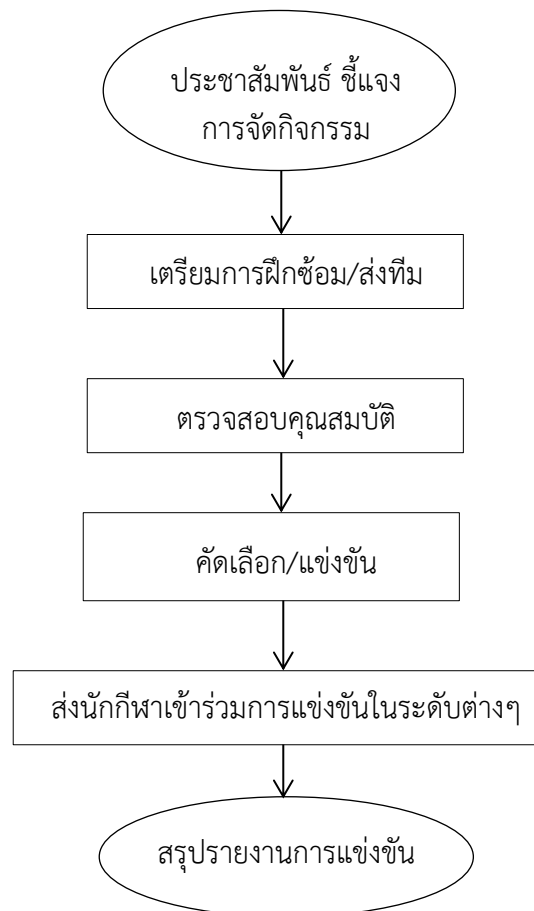 ประชาสัมพันธ์ ชี้แจง
การจัดกิจกรรม
เตรียมการฝึกซ้อม/ส่งทีม
ตรวจสอบคุณสมบัติ
คัดเลือก/แข่งขัน
ส่งนักกีฬาเข้าร่วมการแข่งขันในระดับต่างๆ
สรุปรายงานการแข่งขัน